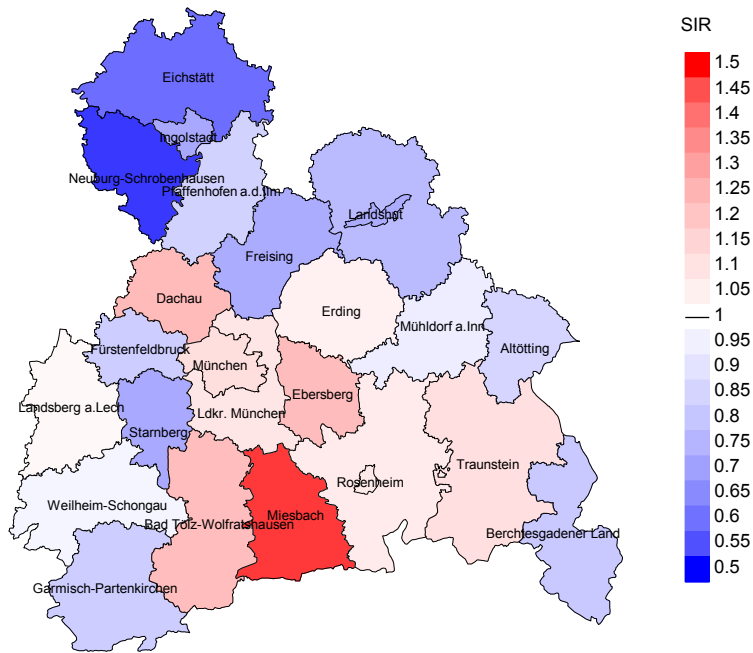 SIR
Eichstätt
Ingolstadt
Neuburg-Schrobenhausen
Pfaffenhofen a.d.Ilm
Landshut
Freising
Dachau
Erding
Mühldorf a.Inn
Altötting
Fürstenfeldbruck
München
Ebersberg
Landsberg a.Lech
Ldkr. München
Starnberg
Traunstein
Rosenheim
Weilheim-Schongau
Miesbach
Bad Tölz-Wolfratshausen
Berchtesgadener Land
Garmisch-Partenkirchen
1.5
1.45
1.4
1.35
1.3
1.25
1.2
1.15
1.1
1.05
1
0.95
0.9
0.85
0.8
0.75
0.7
0.65
0.6
0.55
0.5